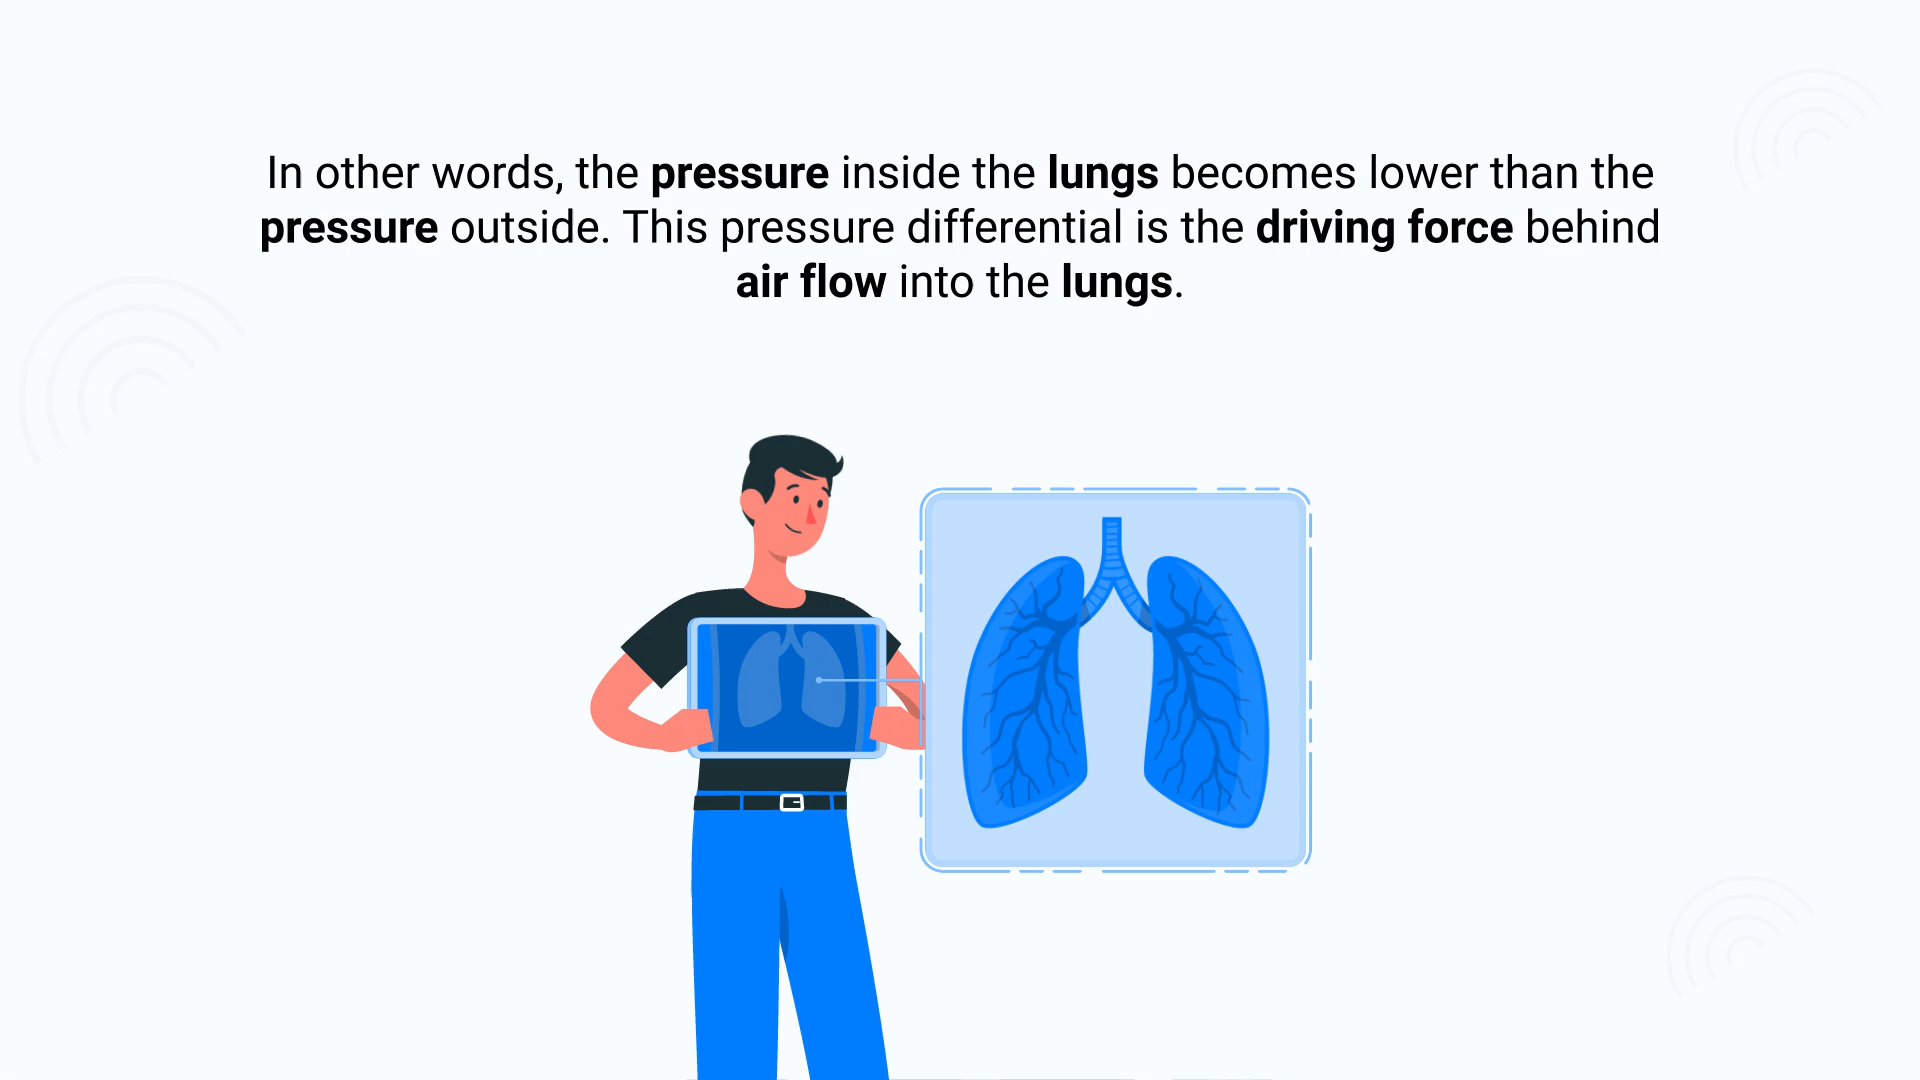 In other words, the pressure inside the lungs becomes lower than the
pressure outside. This pressure differential is the driving force behind
air flow into the lungs.